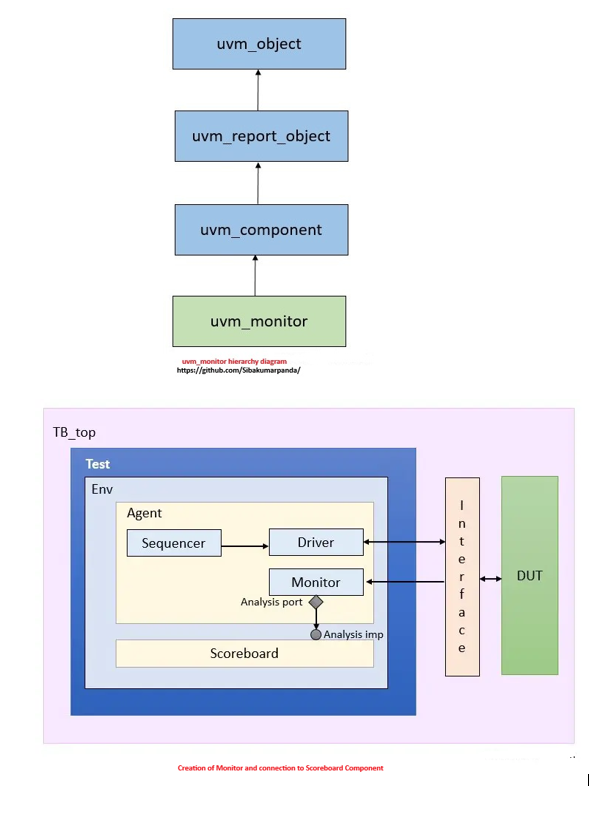 uvm_object
uvm_report_object
uvm_component
uvm_monitor
uvm_monitor hierarchy diagram
https://github.com/Sibakumarpanda/
TB_top
Test
Env
Agent
Sequencer
Driver
Monitor
Analysis port
Analysis imp
Scoreboard
Interface
DUT
Creation of Monitor and connection to Scoreboard Component